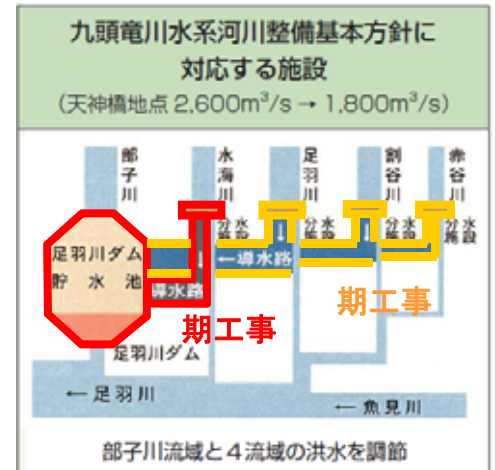 九頭竜川水系河川整備基本方針に
対応する施設
（天神橋地点 2,600m³/s → 1,800m³/s）
部子川
水海川
足羽川
割谷川
赤谷川
分水施設
分水施設
分水施設
分水施設
足羽川ダム
貯水池
←導水路
導水路
期工事
期工事
足羽川ダム
←足羽川
←魚見川
部子川流域と４流域の洪水を調節